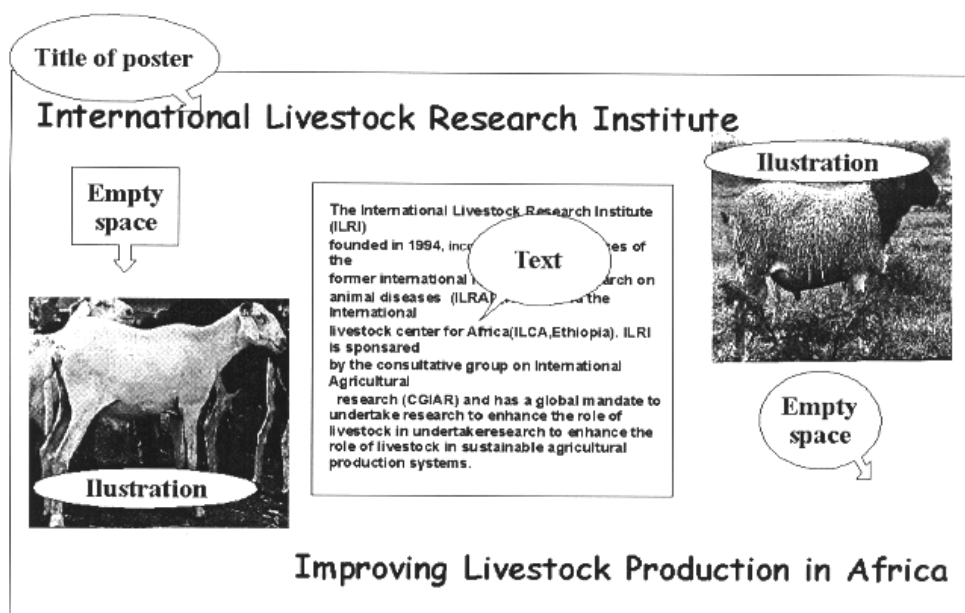 Title of poster
International Livestock Research Institute
Ilustration
Empty
space
The International Livestock Research Institute
(ILRI)
founded in 1994, of
the
former international on
animal diseases (ILRA the
International
livestock center for Africa(ILCA,Ethiopia). ILRI
is sponsared
by the consultative group on International
Agricultural
research (CGIAR) and has a global mandate to
undertake research to enhance the role of
livestock in undertakeresearch to enhance the
role of livestock in sustainable agricultural
production systems.
Text
Empty
space
Ilustration
Improving Livestock Production in Africa